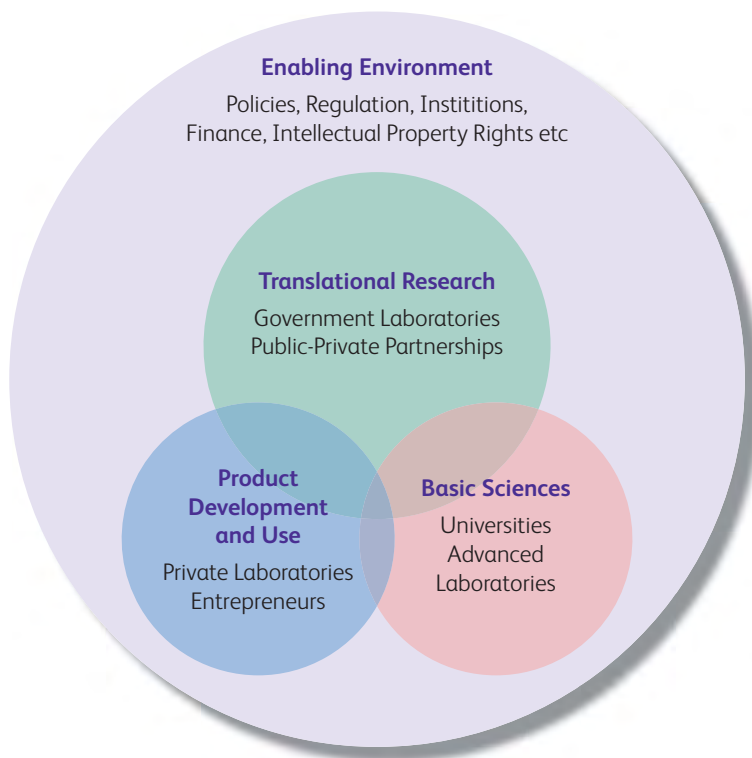 Enabling Environment
Policies, Regulation, Instititions,
Finance, Intellectual Property Rights etc
Translational Research
Government Laboratories
Public-Private Partnerships
Product
Development
and Use
Private Laboratories
Entrepreneurs
Basic Sciences
Universities
Advanced
Laboratories